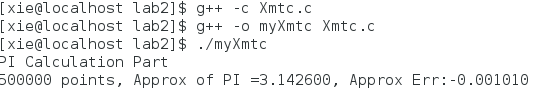 [xie@localhost lab2]$ g++ -c Xmtc.c
[xie@localhost lab2]$ g++ -o myXmtc Xmtc.c
[xie@localhost lab2]$ ./myXmtc
PI Calculation Part
500000 points, Approx of PI =3.142600, Approx Err:-0.001010